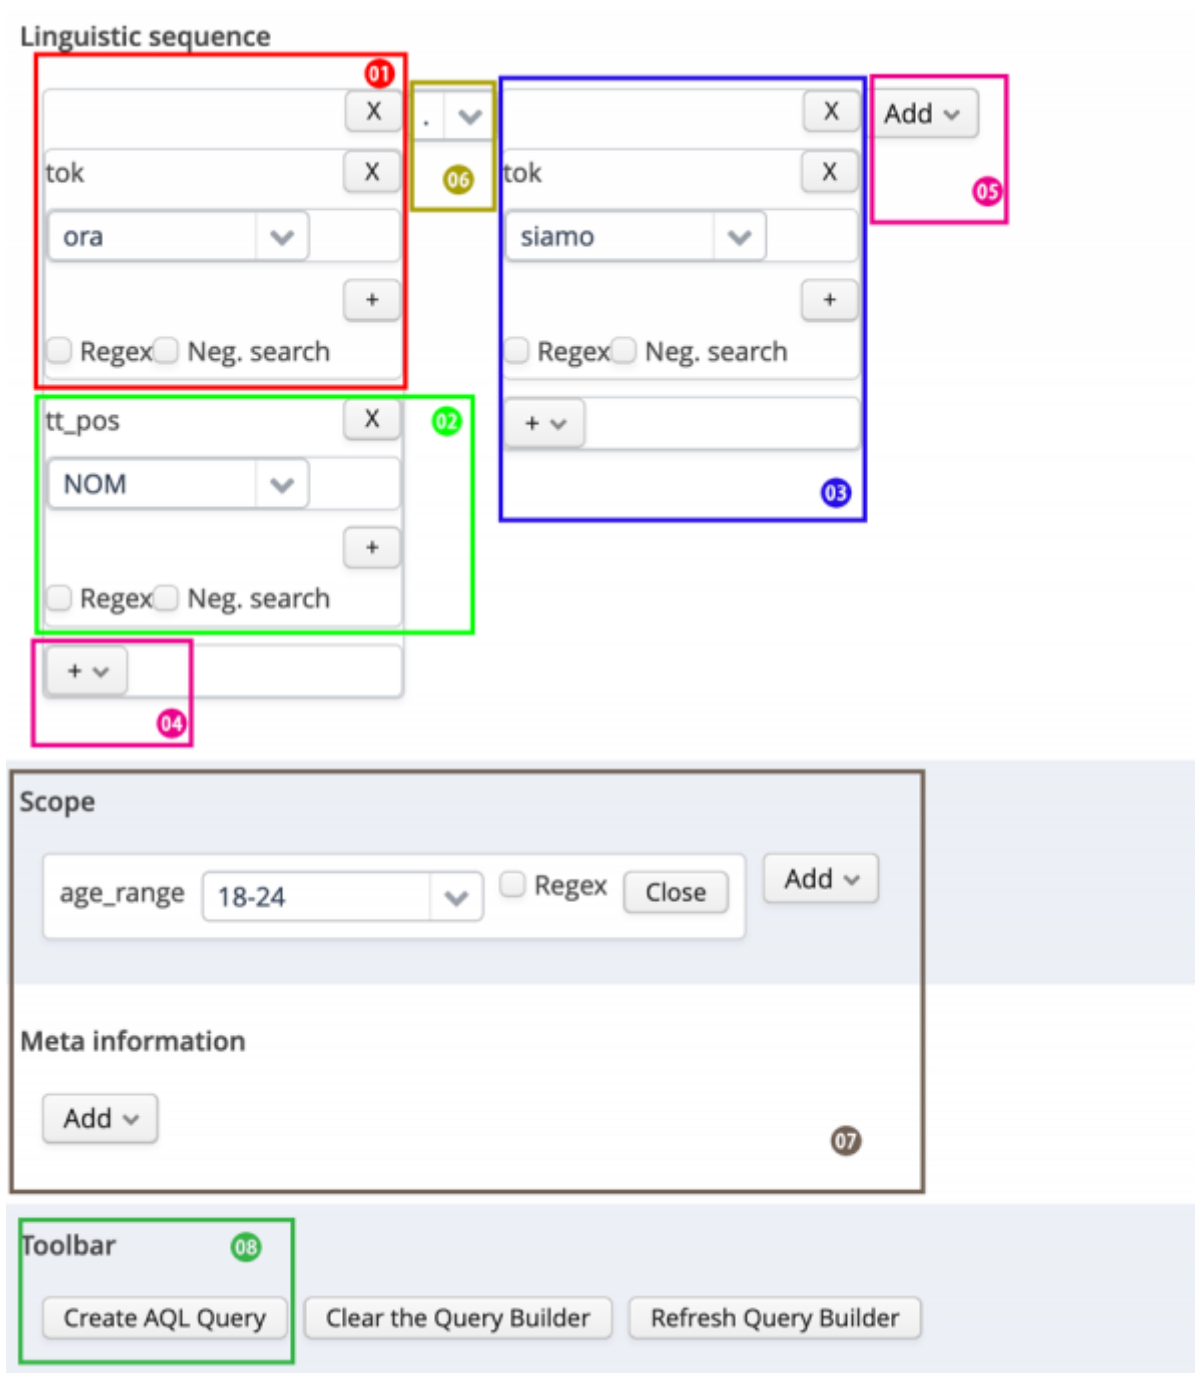 Linguistic sequence
01
X . X Add
tok X 06 tok X 05
ora siamo
+ +
Regex Neg. search Regex Neg. search
tt_pos X 02 +
NOM 03
+
Regex Neg. search
+
04
Scope
age_range 18-24 Regex Close Add
Meta information
Add
07
Toolbar 08
Create AQL Query Clear the Query Builder Refresh Query Builder